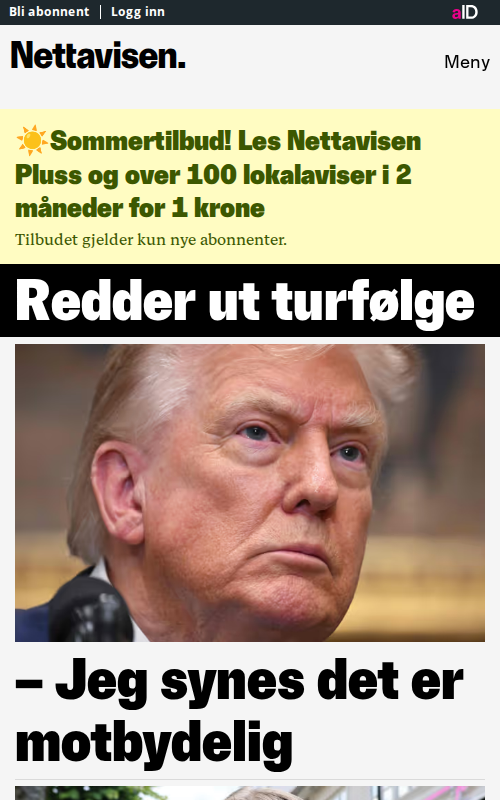 Bli abonnent
Logg inn
aID
Nettavisen.
Meny
☀️Sommertilbud! Les Nettavisen
Pluss og over 100 lokalaviser i 2
måneder for 1 krone
Tilbudet gjelder kun nye abonnenter.
Redder ut turfølge
– Jeg synes det er
motbydelig